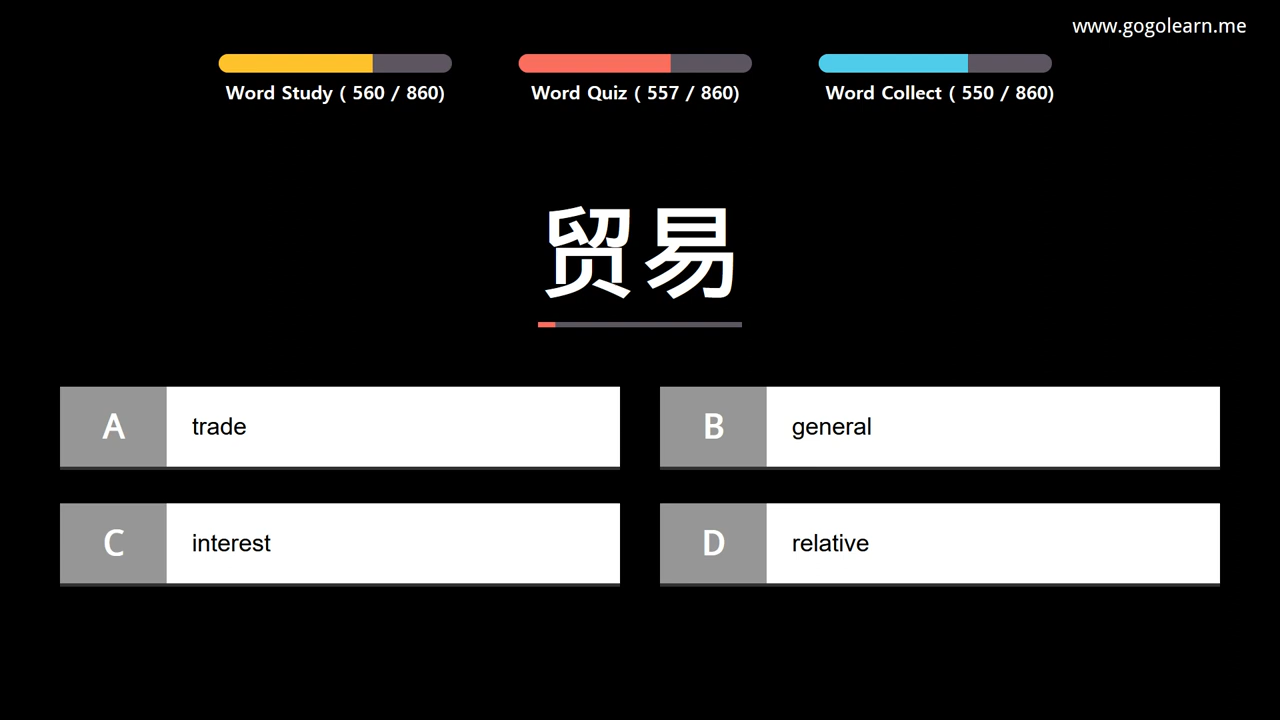 www.gogolearn.me
Word Study ( 560 / 860)
Word Quiz ( 557 / 860)
Word Collect ( 550 / 860)
贸易
A trade
B general
C interest
D relative